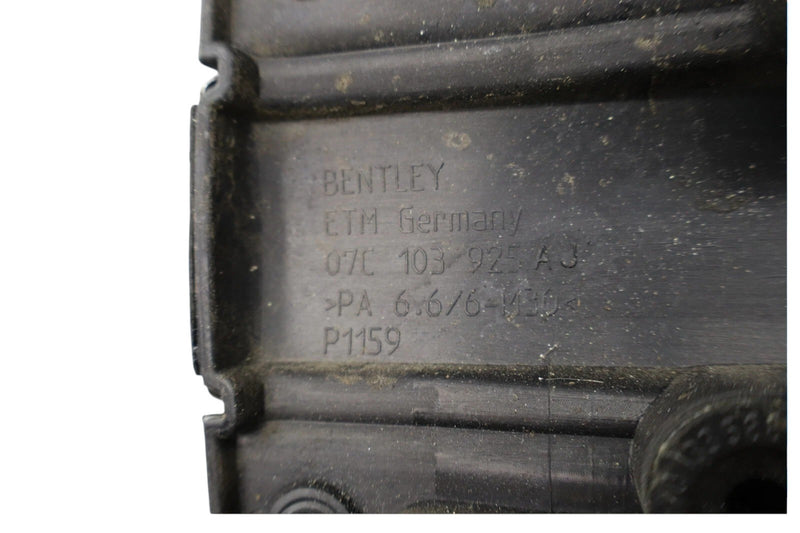 BENTLEY
ETM Germany
07C 103 925 AJ
>PA 6.6/6-M30<
P1159